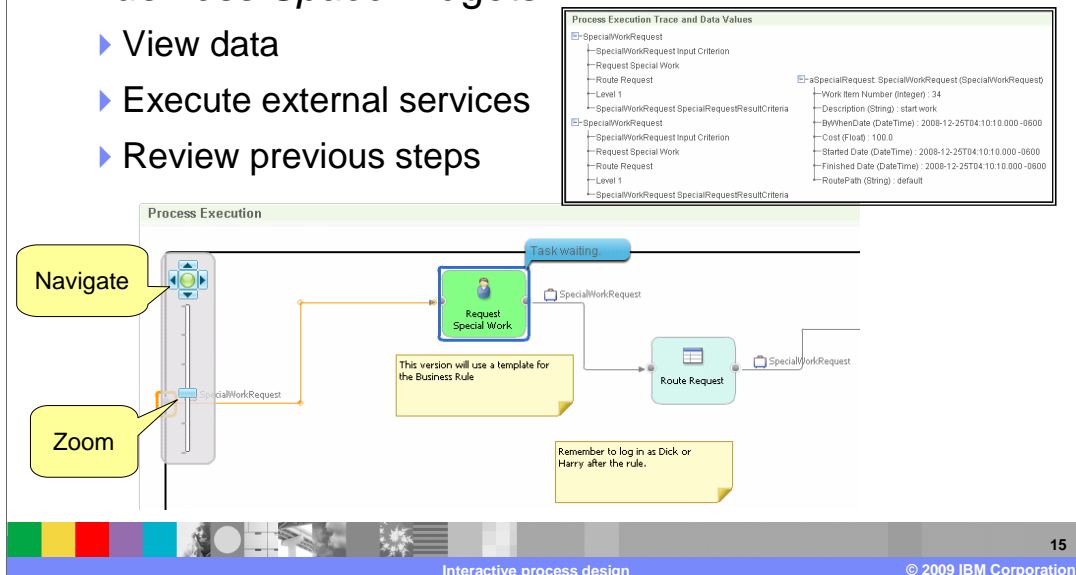 View data
Execute external services
Review previous steps
Process Execution Trace and Data Values
SpecialWorkRequest
SpecialWorkRequest Input Criterion
Request Special Work
Route Request
Level 1
SpecialWorkRequest SpecialRequestResultCriteria
SpecialWorkRequest
SpecialWorkRequest Input Criterion
Request Special Work
Route Request
Level 1
SpecialWorkRequest SpecialRequestResultCriteria
aSpecialRequest: SpecialWorkRequest (SpecialWorkRequest)
Work Item Number (Integer) : 34
Description (String) : start work
ByWhenDate (DateTime) : 2008-12-25T04:10:10.000 -0600
Cost (Float) : 100.0
Started Date (DateTime) : 2008-12-25T04:10:10.000 -0600
Finished Date (DateTime) : 2008-12-25T04:10:10.000 -0600
RoutePath (String) : default
Process Execution
Navigate
Zoom
Task waiting.
Request
Special Work
SpecialWorkRequest
SpecialWorkRequest
Route Request
SpecialWorkRequest
This version will use a template for
the Business Rule
Remember to log in as Dick or
Harry after the rule.
15
Interactive process design
© 2009 IBM Corporation